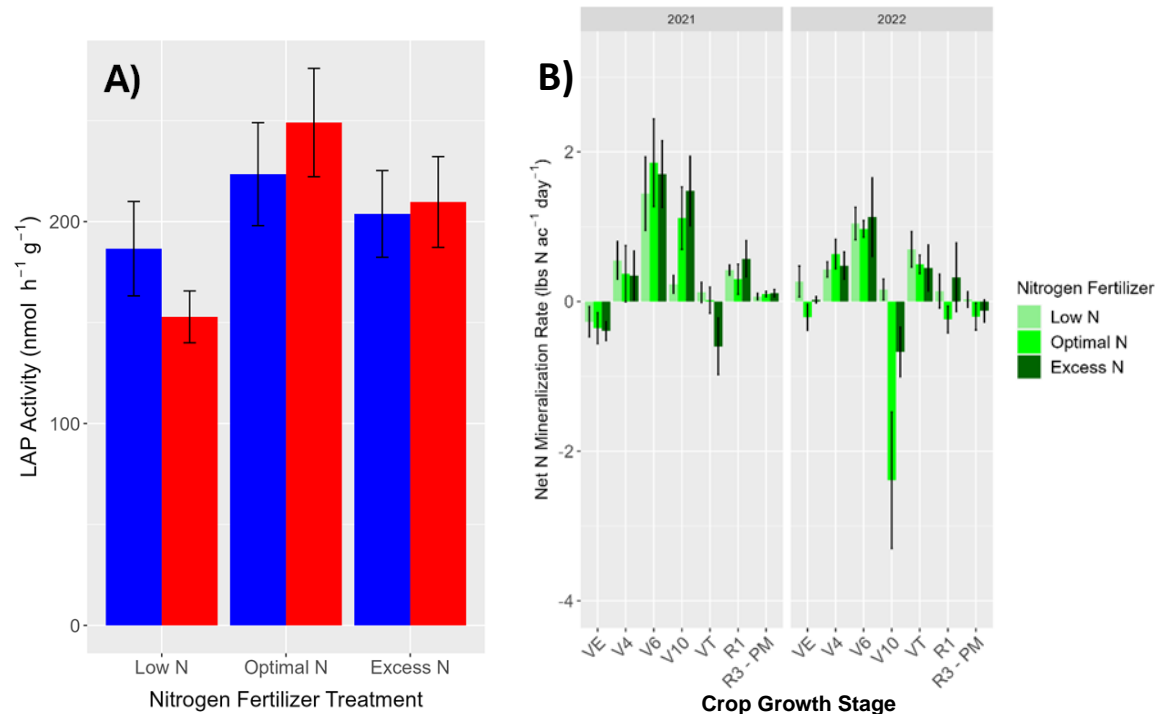 A)
LAP Activity (nmol h⁻¹ g⁻¹)
200
100
0
Low N
Optimal N
Excess N
Nitrogen Fertilizer Treatment
B)
2021
2022
Net N Mineralization Rate (lbs N ac⁻¹ day⁻¹)
2
0
-2
-4
VE
V4
V6
V10
VT
R1
R3 - PM
VE
V4
V6
V10
VT
R1
R3 - PM
Crop Growth Stage
Nitrogen Fertilizer
Low N
Optimal N
Excess N